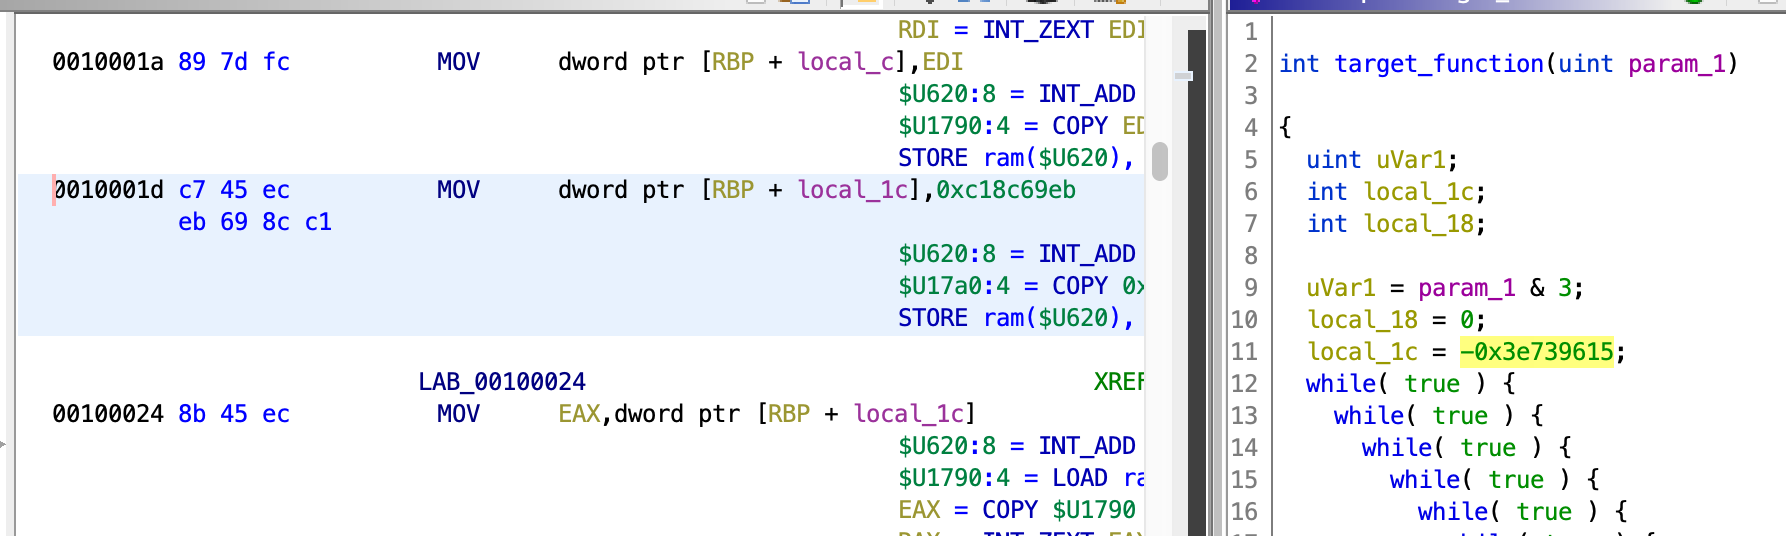 RDI = INT_ZEXT EDI
0010001a 89 7d fc MOV dword ptr [RBP + local_c],EDI
$U620:8 = INT_ADD
$U1790:4 = COPY ED
STORE ram($U620),
0010001d c7 45 ec MOV dword ptr [RBP + local_1c],0xc18c69eb
eb 69 8c c1
$U620:8 = INT_ADD
$U17a0:4 = COPY 0x
STORE ram($U620),
LAB_00100024 XREF
00100024 8b 45 ec MOV EAX,dword ptr [RBP + local_1c]
$U620:8 = INT_ADD
$U1790:4 = LOAD ra
EAX = COPY $U1790
1
2 int target_function(uint param_1)
3
4 {
5 uint uVar1;
6 int local_1c;
7 int local_18;
8
9 uVar1 = param_1 & 3;
10 local_18 = 0;
11 local_1c = -0x3e739615;
12 while( true ) {
13 while( true ) {
14 while( true ) {
15 while( true ) {
16 while( true ) {